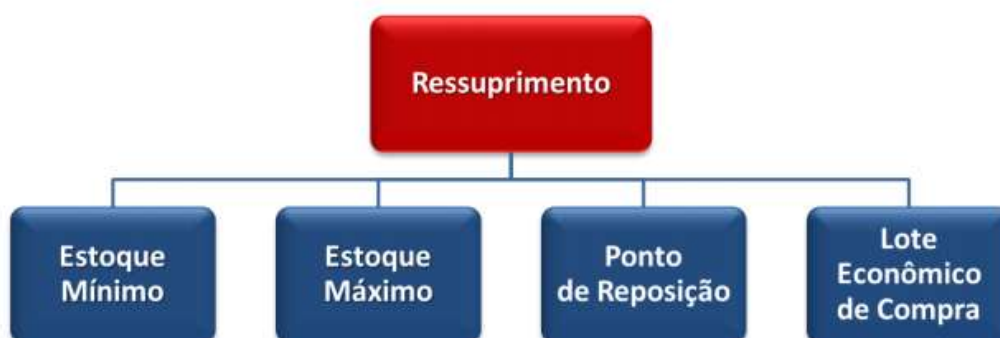 Ressuprimento
Estoque
Mínimo
Estoque
Máximo
Ponto
de Reposição
Lote
Econômico
de Compra